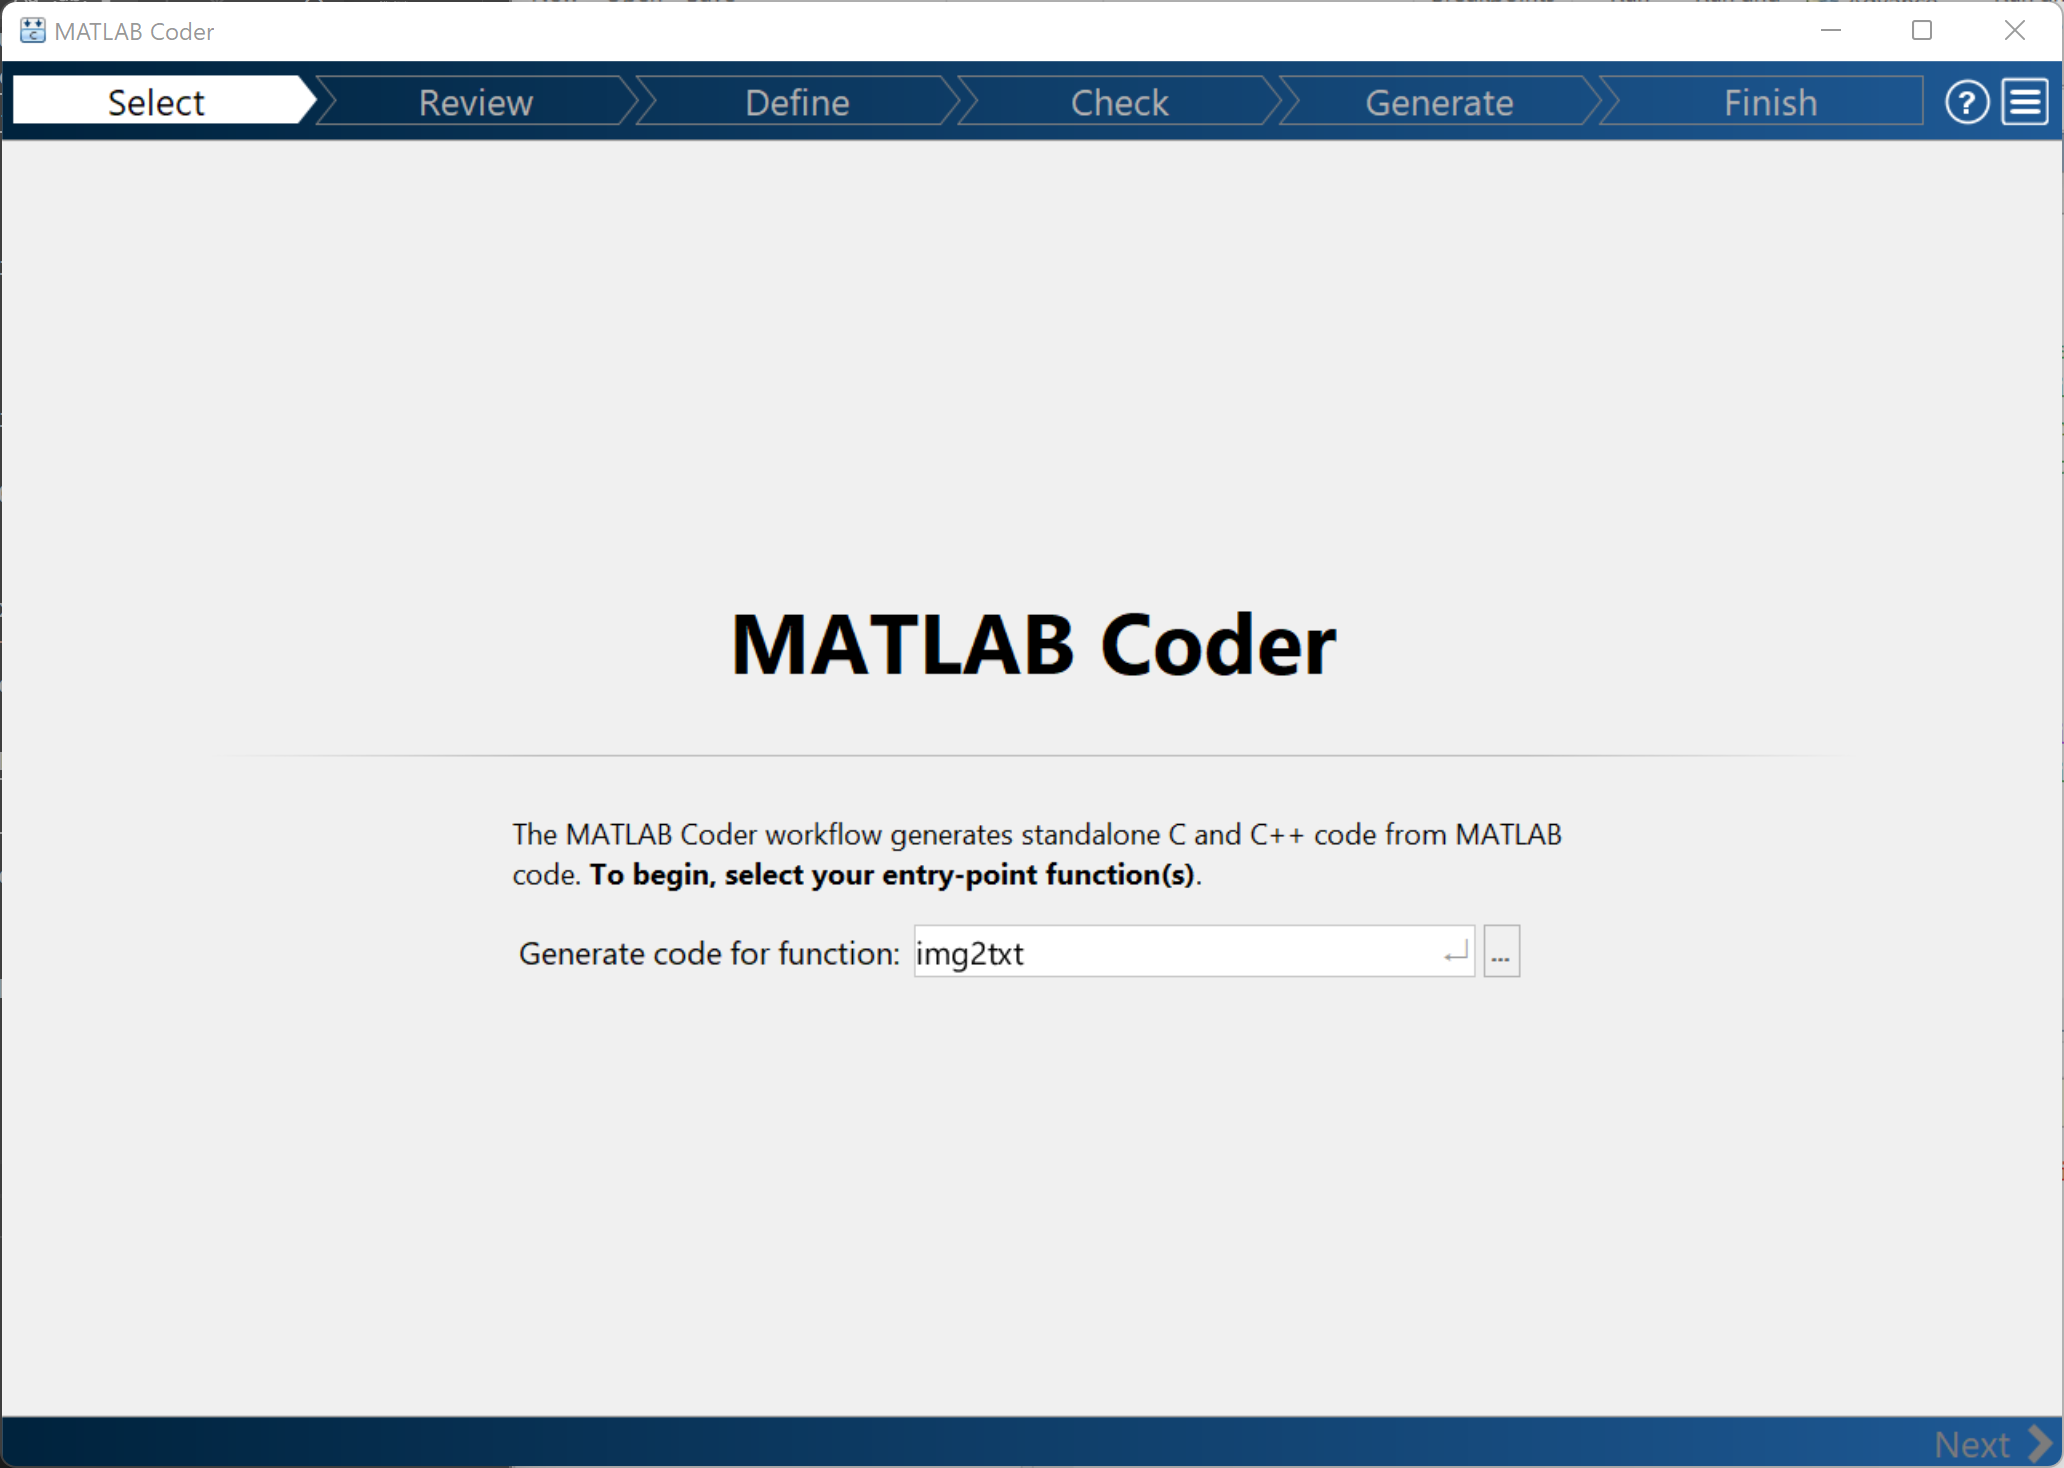 MATLAB Coder
Select
Review
Define
Check
Generate
Finish
?
MATLAB Coder
The MATLAB Coder workflow generates standalone C and C++ code from MATLAB
code. To begin, select your entry-point function(s).
Generate code for function: img2txt ...
Next